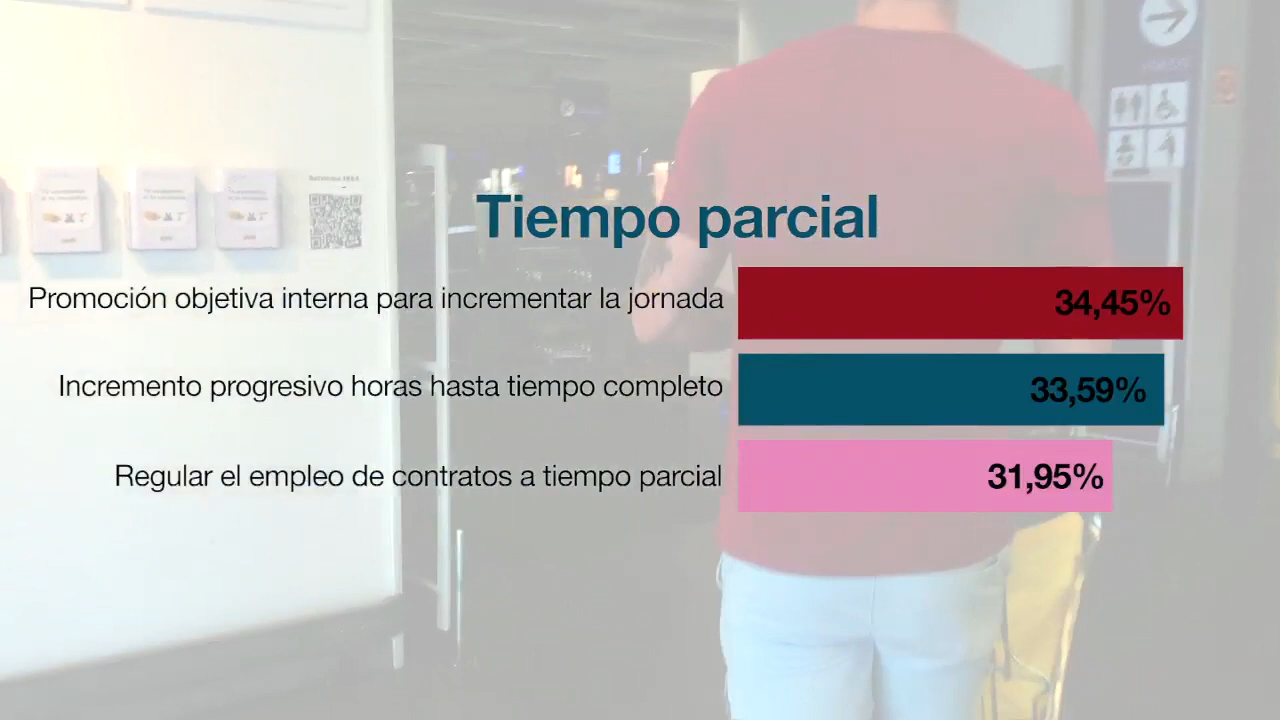 Tiempo parcial
Promoción objetiva interna para incrementar la jornada
34,45%
Incremento progresivo horas hasta tiempo completo
33,59%
Regular el empleo de contratos a tiempo parcial
31,95%